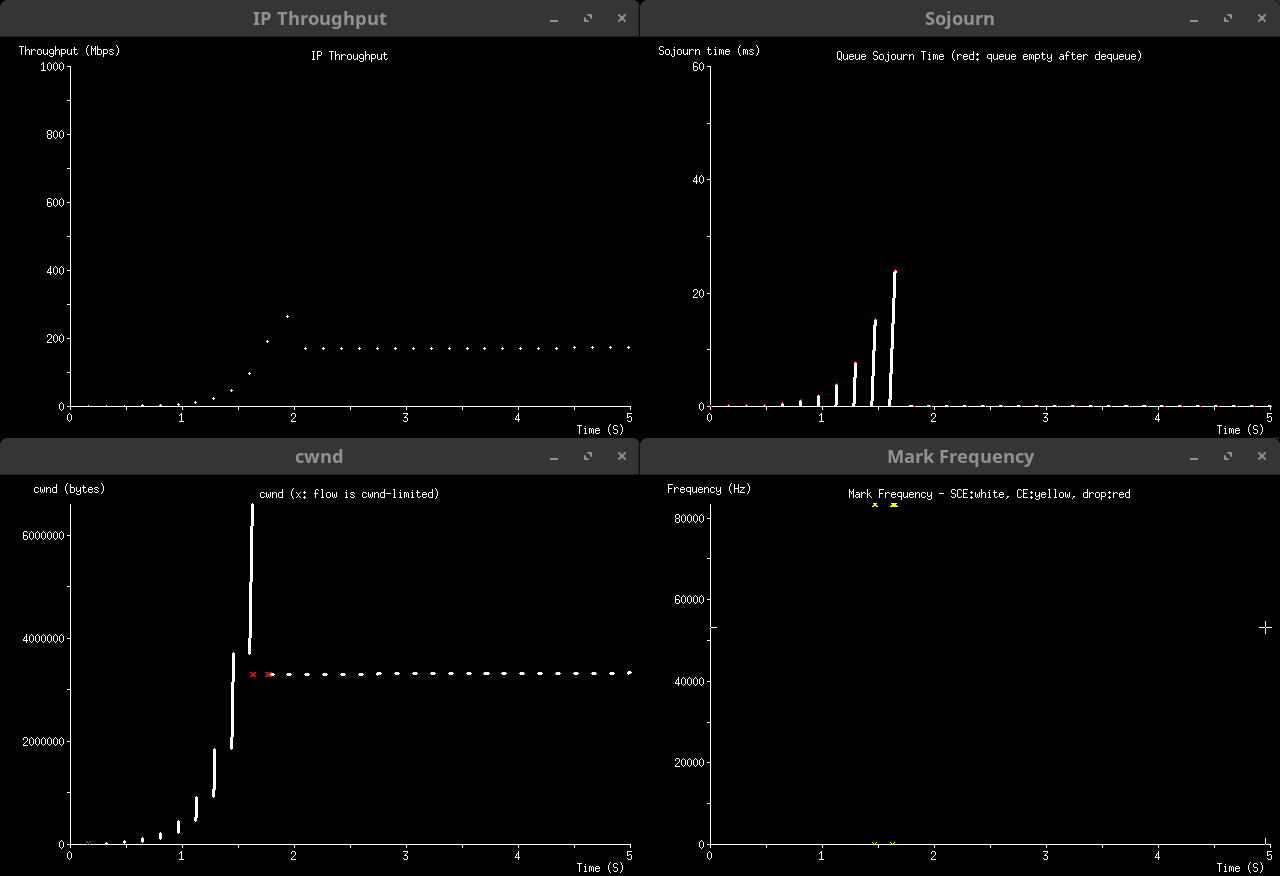 IP Throughput
Throughput (Mbps)
IP Throughput
1000
800
600
400
200
0
0 1 2 3 4 5
Time (S)
Sojourn
Sojourn time (ms)
Queue Sojourn Time (red: queue empty after dequeue)
60
40
20
0
0 1 2 3 4 5
Time (S)
cwnd
cwnd (bytes)
cwnd (x: flow is cwnd-limited)
6000000
4000000
2000000
0
0 1 2 3 4 5
Time (S)
Mark Frequency
Frequency (Hz)
Mark Frequency - SCE:white, CE:yellow, drop:red
80000
60000
40000
20000
0
0 1 2 3 4 5
Time (S)